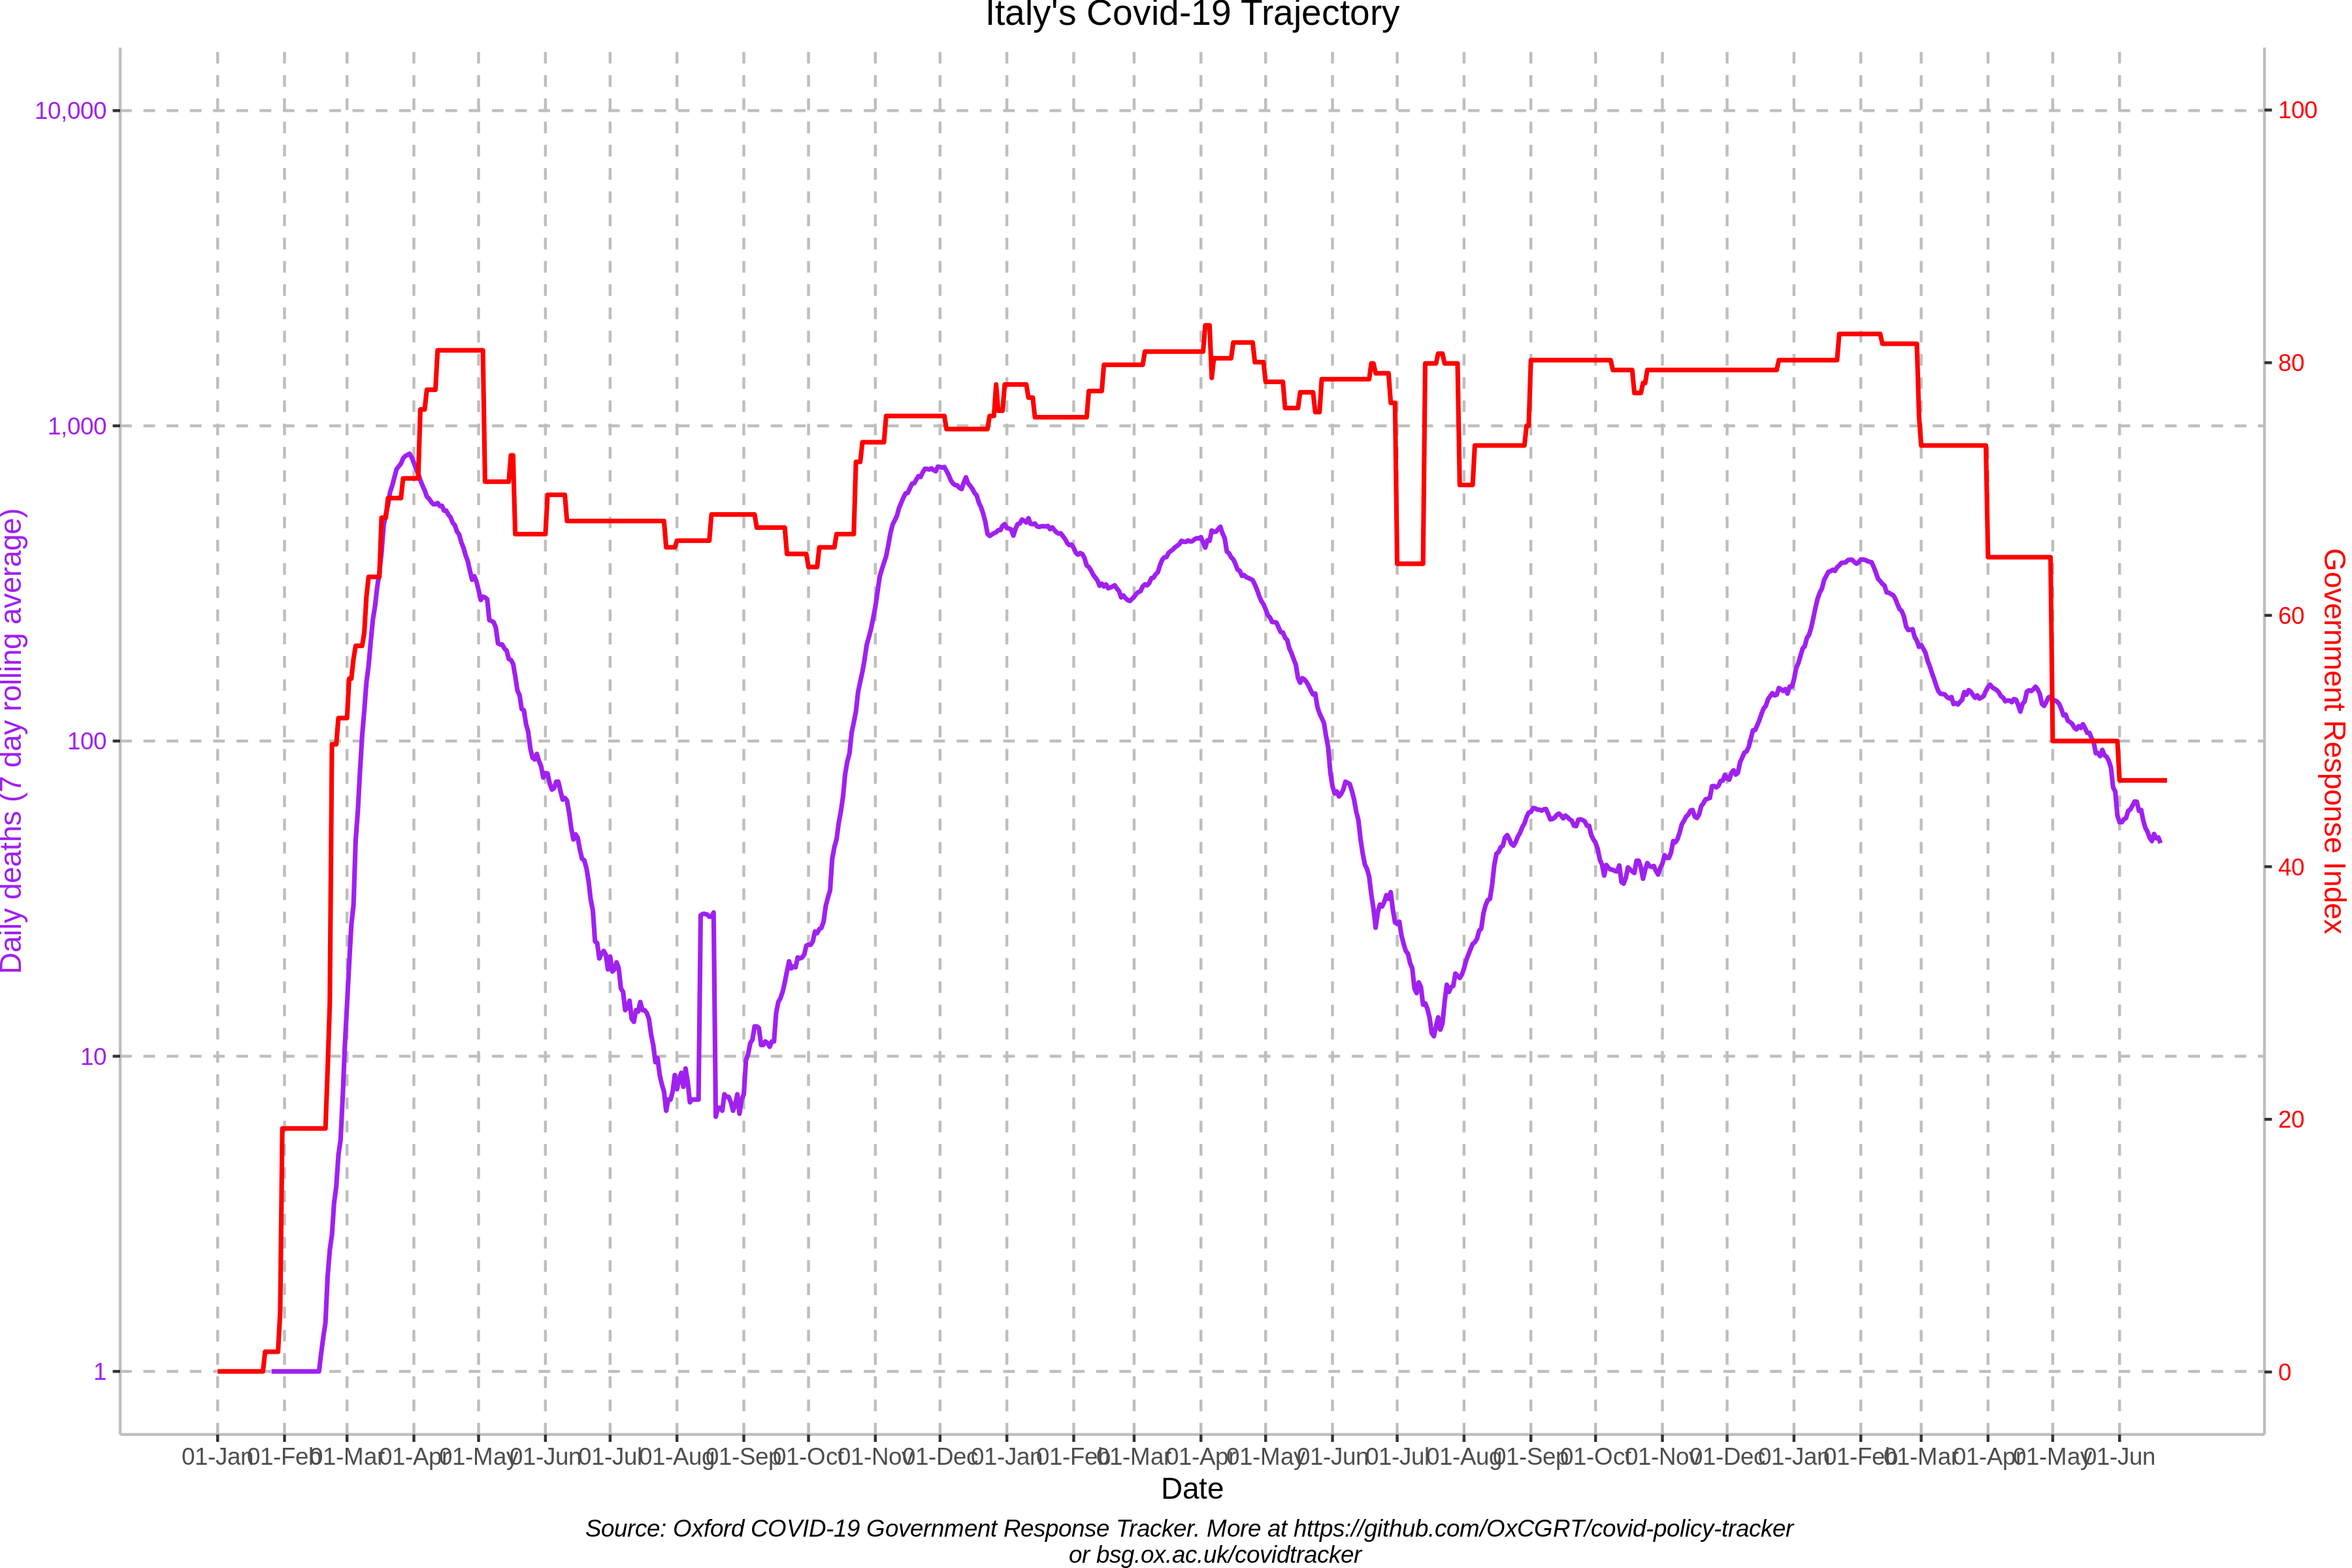 Italy's Covid-19 Trajectory
10,000
1,000
100
10
1
Daily deaths (7 day rolling average)
100
80
60
40
20
0
Government Response Index
01-Jan
01-Feb
01-Mar
01-Apr
01-May
01-Jun
01-Jul
01-Aug
01-Sep
01-Oct
01-Nov
01-Dec
01-Jan
01-Feb
01-Mar
01-Apr
01-May
01-Jun
01-Jul
01-Aug
01-Sep
01-Oct
01-Nov
01-Dec
01-Jan
01-Feb
01-Mar
01-Apr
01-May
01-Jun
Date
Source: Oxford COVID-19 Government Response Tracker. More at https://github.com/OxCGRT/covid-policy-tracker
or bsg.ox.ac.uk/covidtracker